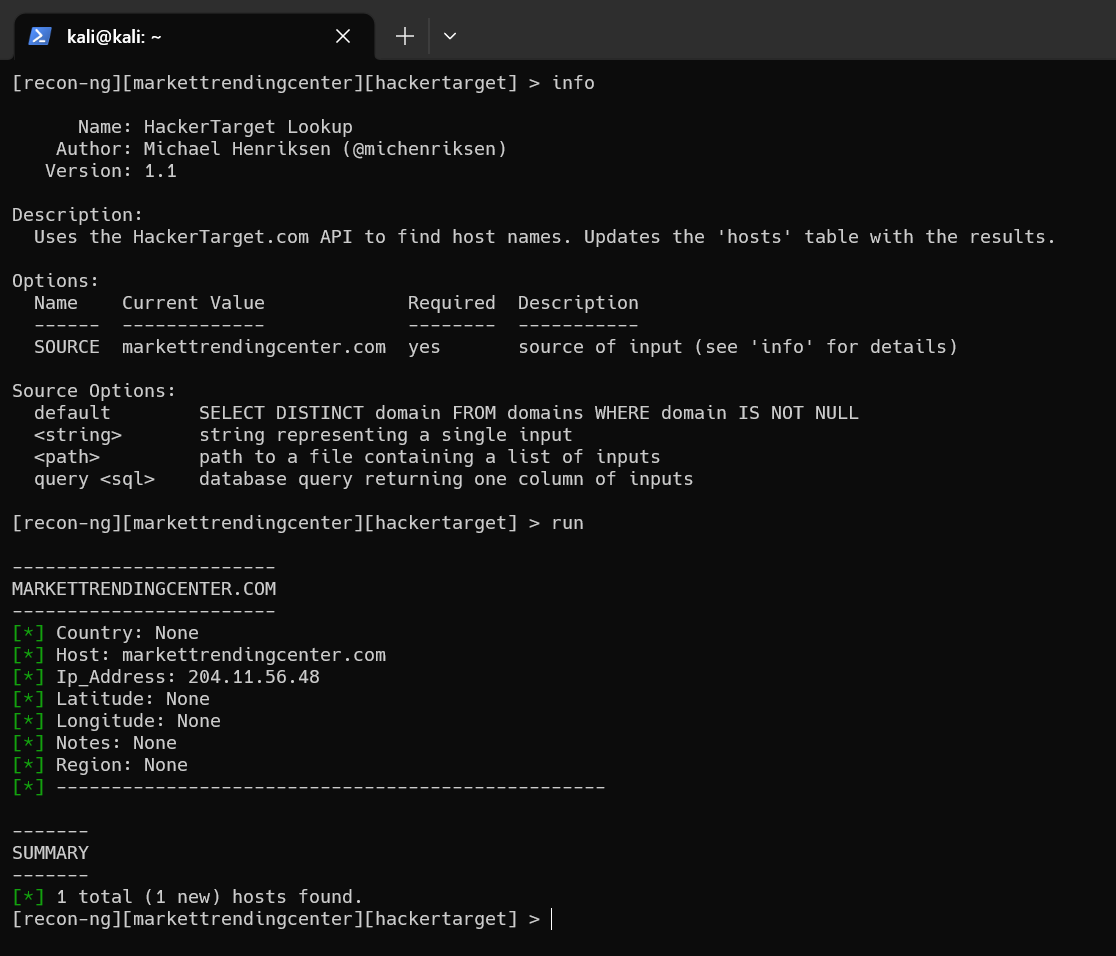 kali@kali: ~
[recon-ng][markettrendingcenter][hackertarget] > info
Name: HackerTarget Lookup
Author: Michael Henriksen (@michenriksen)
Version: 1.1
Description:
Uses the HackerTarget.com API to find host names. Updates the 'hosts' table with the results.
Options:
Name    Current Value             Required  Description
------  -------------             --------  -----------
SOURCE  markettrendingcenter.com  yes       source of input (see 'info' for details)
Source Options:
default        SELECT DISTINCT domain FROM domains WHERE domain IS NOT NULL
<string>       string representing a single input
<path>         path to a file containing a list of inputs
query <sql>    database query returning one column of inputs
[recon-ng][markettrendingcenter][hackertarget] > run
------------------------
MARKETTRENDINGCENTER.COM
------------------------
[*] Country: None
[*] Host: markettrendingcenter.com
[*] Ip_Address: 204.11.56.48
[*] Latitude: None
[*] Longitude: None
[*] Notes: None
[*] Region: None
[*] --------------------------------------------------
-------
SUMMARY
-------
[*] 1 total (1 new) hosts found.
[recon-ng][markettrendingcenter][hackertarget] >